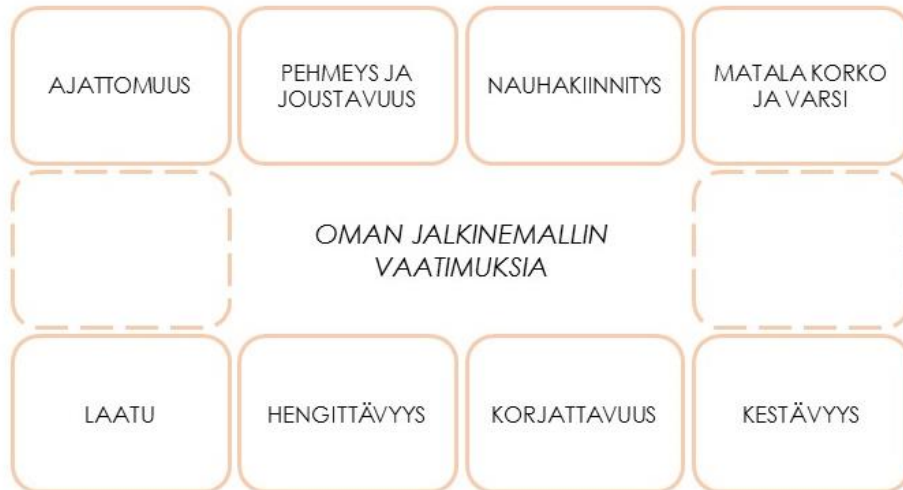 AJATTOMUUS
PEHMEYS JA
JOUSTAVUUS
NAUHAKIINNITYS
MATALA KORKO
JA VARSI
OMAN JALKINEMALLIN
VAATIMUKSIA
LAATU
HENGITTÄVYYS
KORJATTAVUUS
KESTÄVYYS